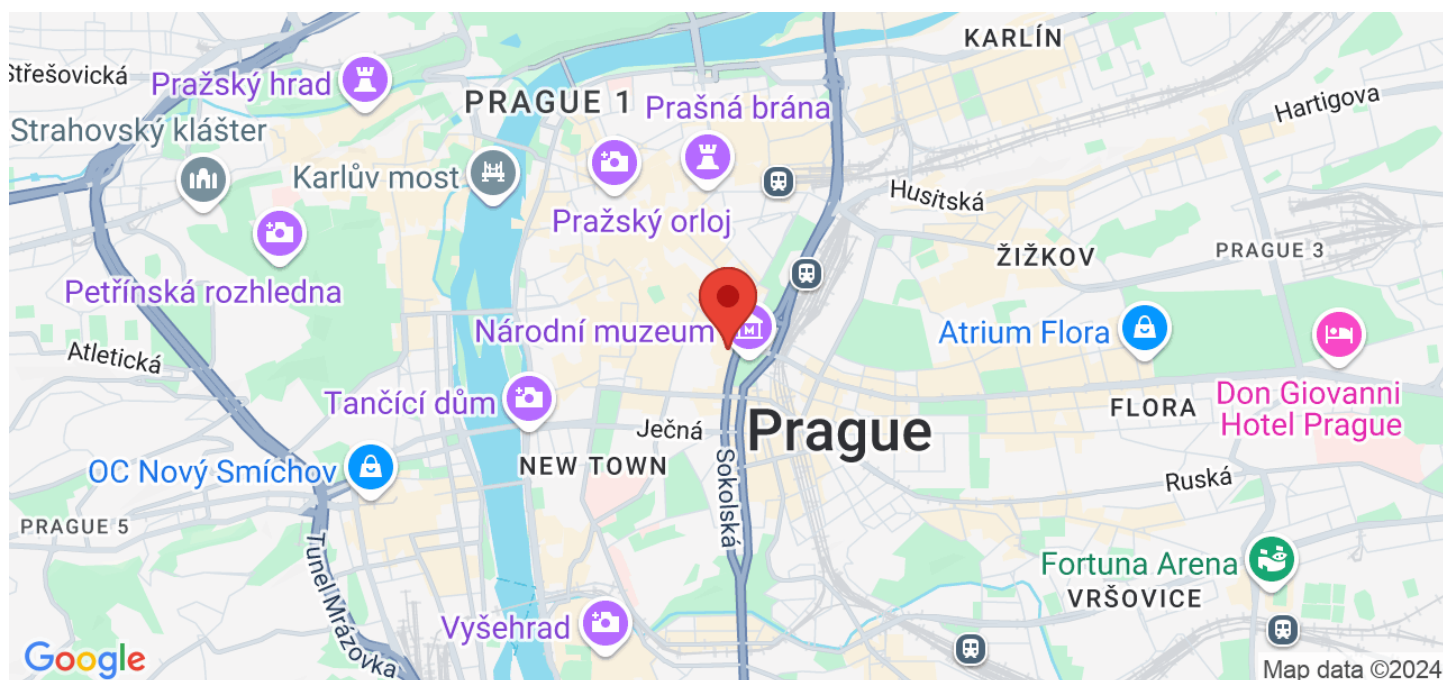 KARLÍN
Střešovická
Pražský hrad
PRAGUE 1
Prašná brána
Hartigova
Strahovský klášter
Karlův most
Husitská
Pražský orloj
ŽIŽKOV
PRAGUE 3
Petřínská rozhledna
Národní muzeum
M
Atrium Flora
Atletická
Tančící dům
Don Giovanni
Hotel Prague
FLORA
Ječná
Prague
OC Nový Smíchov
NEW TOWN
Sokolská
Ruská
PRAGUE 5
Tunel Mrázovka
Fortuna Arena
VRŠOVICE
Vyšehrad
Google
Map data ©2024